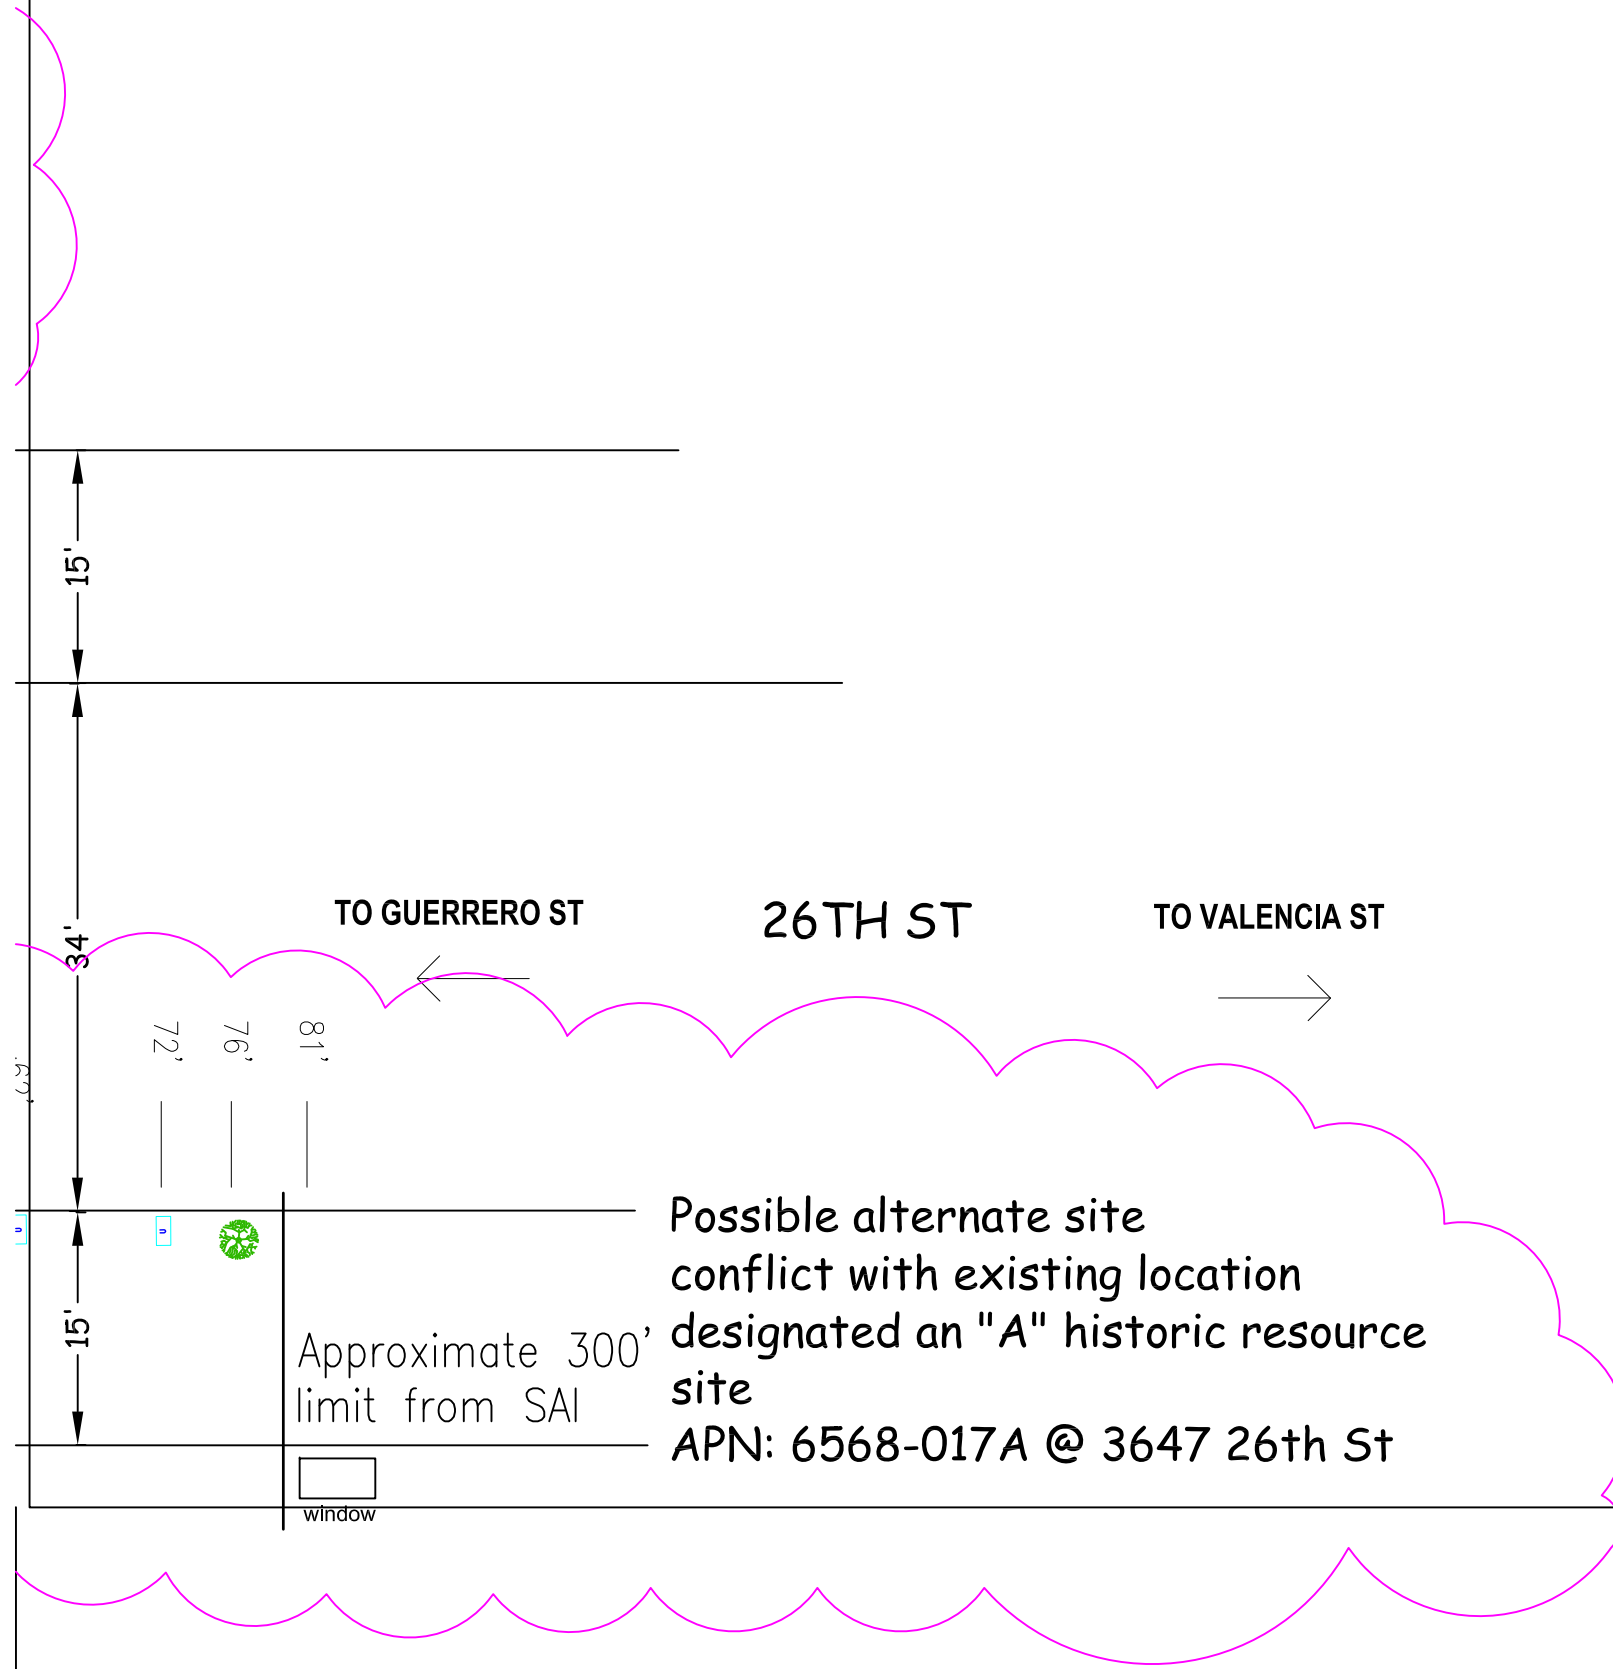 15'
34'
TO GUERRERO ST
26TH ST
TO VALENCIA ST
72'
76'
81'
U
U
15'
Possible alternate site
conflict with existing location
designated an "A" historic resource
site
APN: 6568-017A @ 3647 26th St
Approximate 300'
limit from SAI
window